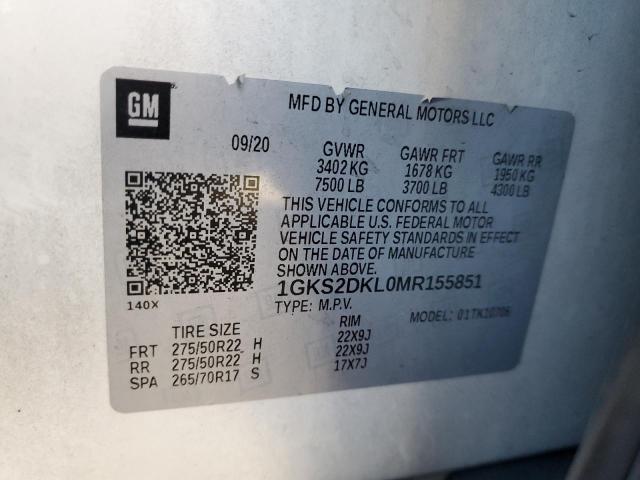 GM
MFD BY GENERAL MOTORS LLC
09/20 GVWR GAWR FRT GAWR RR
3402 KG 1678 KG 1950 KG
7500 LB 3700 LB 4300 LB
THIS VEHICLE CONFORMS TO ALL
APPLICABLE U.S. FEDERAL MOTOR
VEHICLE SAFETY STANDARDS IN EFFECT
ON THE DATE OF MANUFACTURE
SHOWN ABOVE.
1GKS2DKL0MR155851
140X TYPE: M.P.V. MODEL: 01TK10706
TIRE SIZE RIM
FRT 275/50R22 H 22X9J
RR 275/50R22 H 22X9J
SPA 265/70R17 S 17X7J